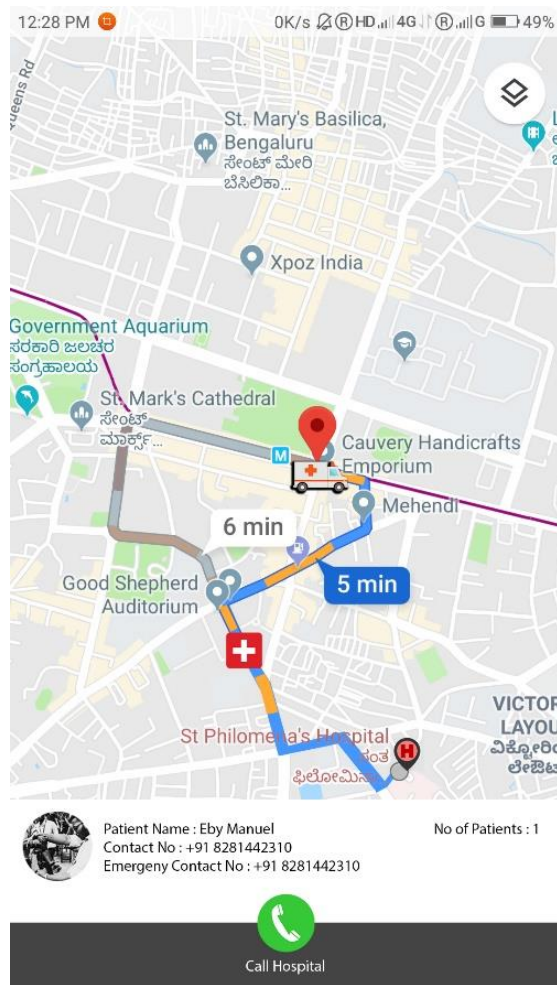 12:28 PM
0K/s HD 4G G 49%
Queens Rd
St. Mary's Basilica,
Bengaluru
ಸೇಂಟ್ ಮೇರಿ
ಬೆಸಿಲಿಕಾ...
Xpoz India
Government Aquarium
ಸರಕಾರಿ ಜಲಚರ
ಸಂಗ್ರಹಾಲಯ
St. Mark's Cathedral
ಸೇಂಟ್
ಮಾರ್ಕ್ಸ್...
M
Cauvery Handicrafts
Emporium
Mehendi
6 min
5 min
Good Shepherd
Auditorium
VICTOR
LAYOU
ವಿಕ್ಟೋರಿಯ
ಲೇಔಟ
St Philomena's Hospital
ಸಂತ
ಫಿಲೋಮಿನಾ
H
Patient Name : Eby Manuel
No of Patients : 1
Contact No : +91 8281442310
Emergeny Contact No : +91 8281442310
Call Hospital